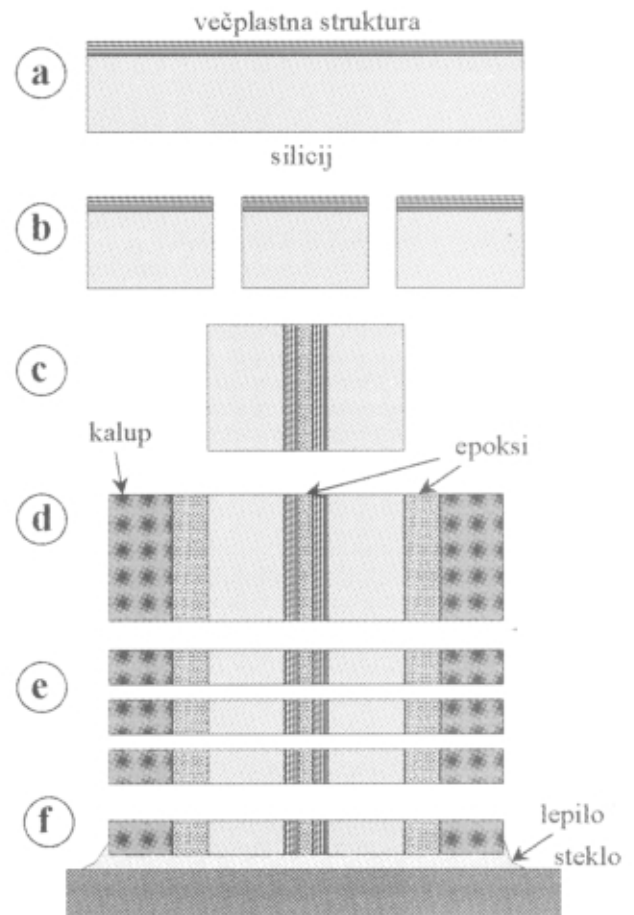 večplastna struktura
a
silicij
b
c
kalup
epoksi
d
e
f
lepilo
steklo